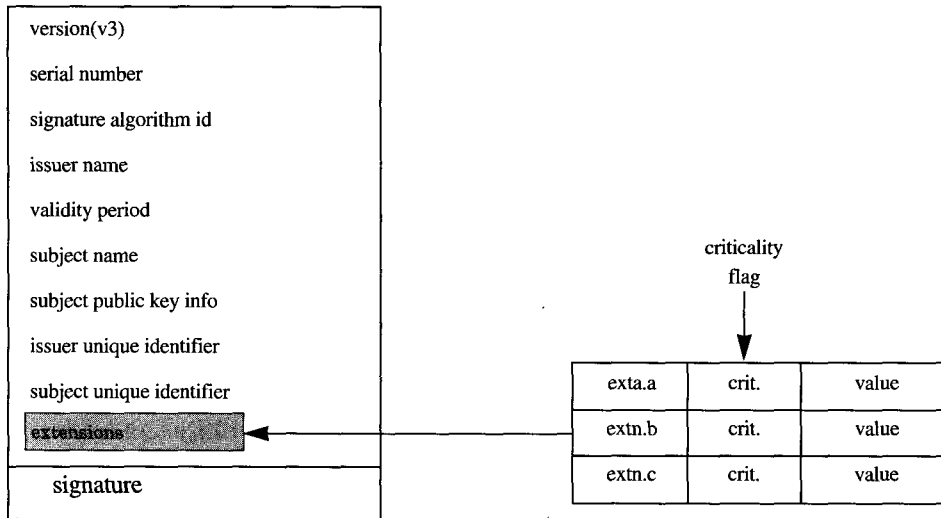 version(v3)
serial number
signature algorithm id
issuer name
validity period
subject name
subject public key info
issuer unique identifier
subject unique identifier
extensions
signature
criticality
flag
exta.a crit. value
extn.b crit. value
extn.c crit. value